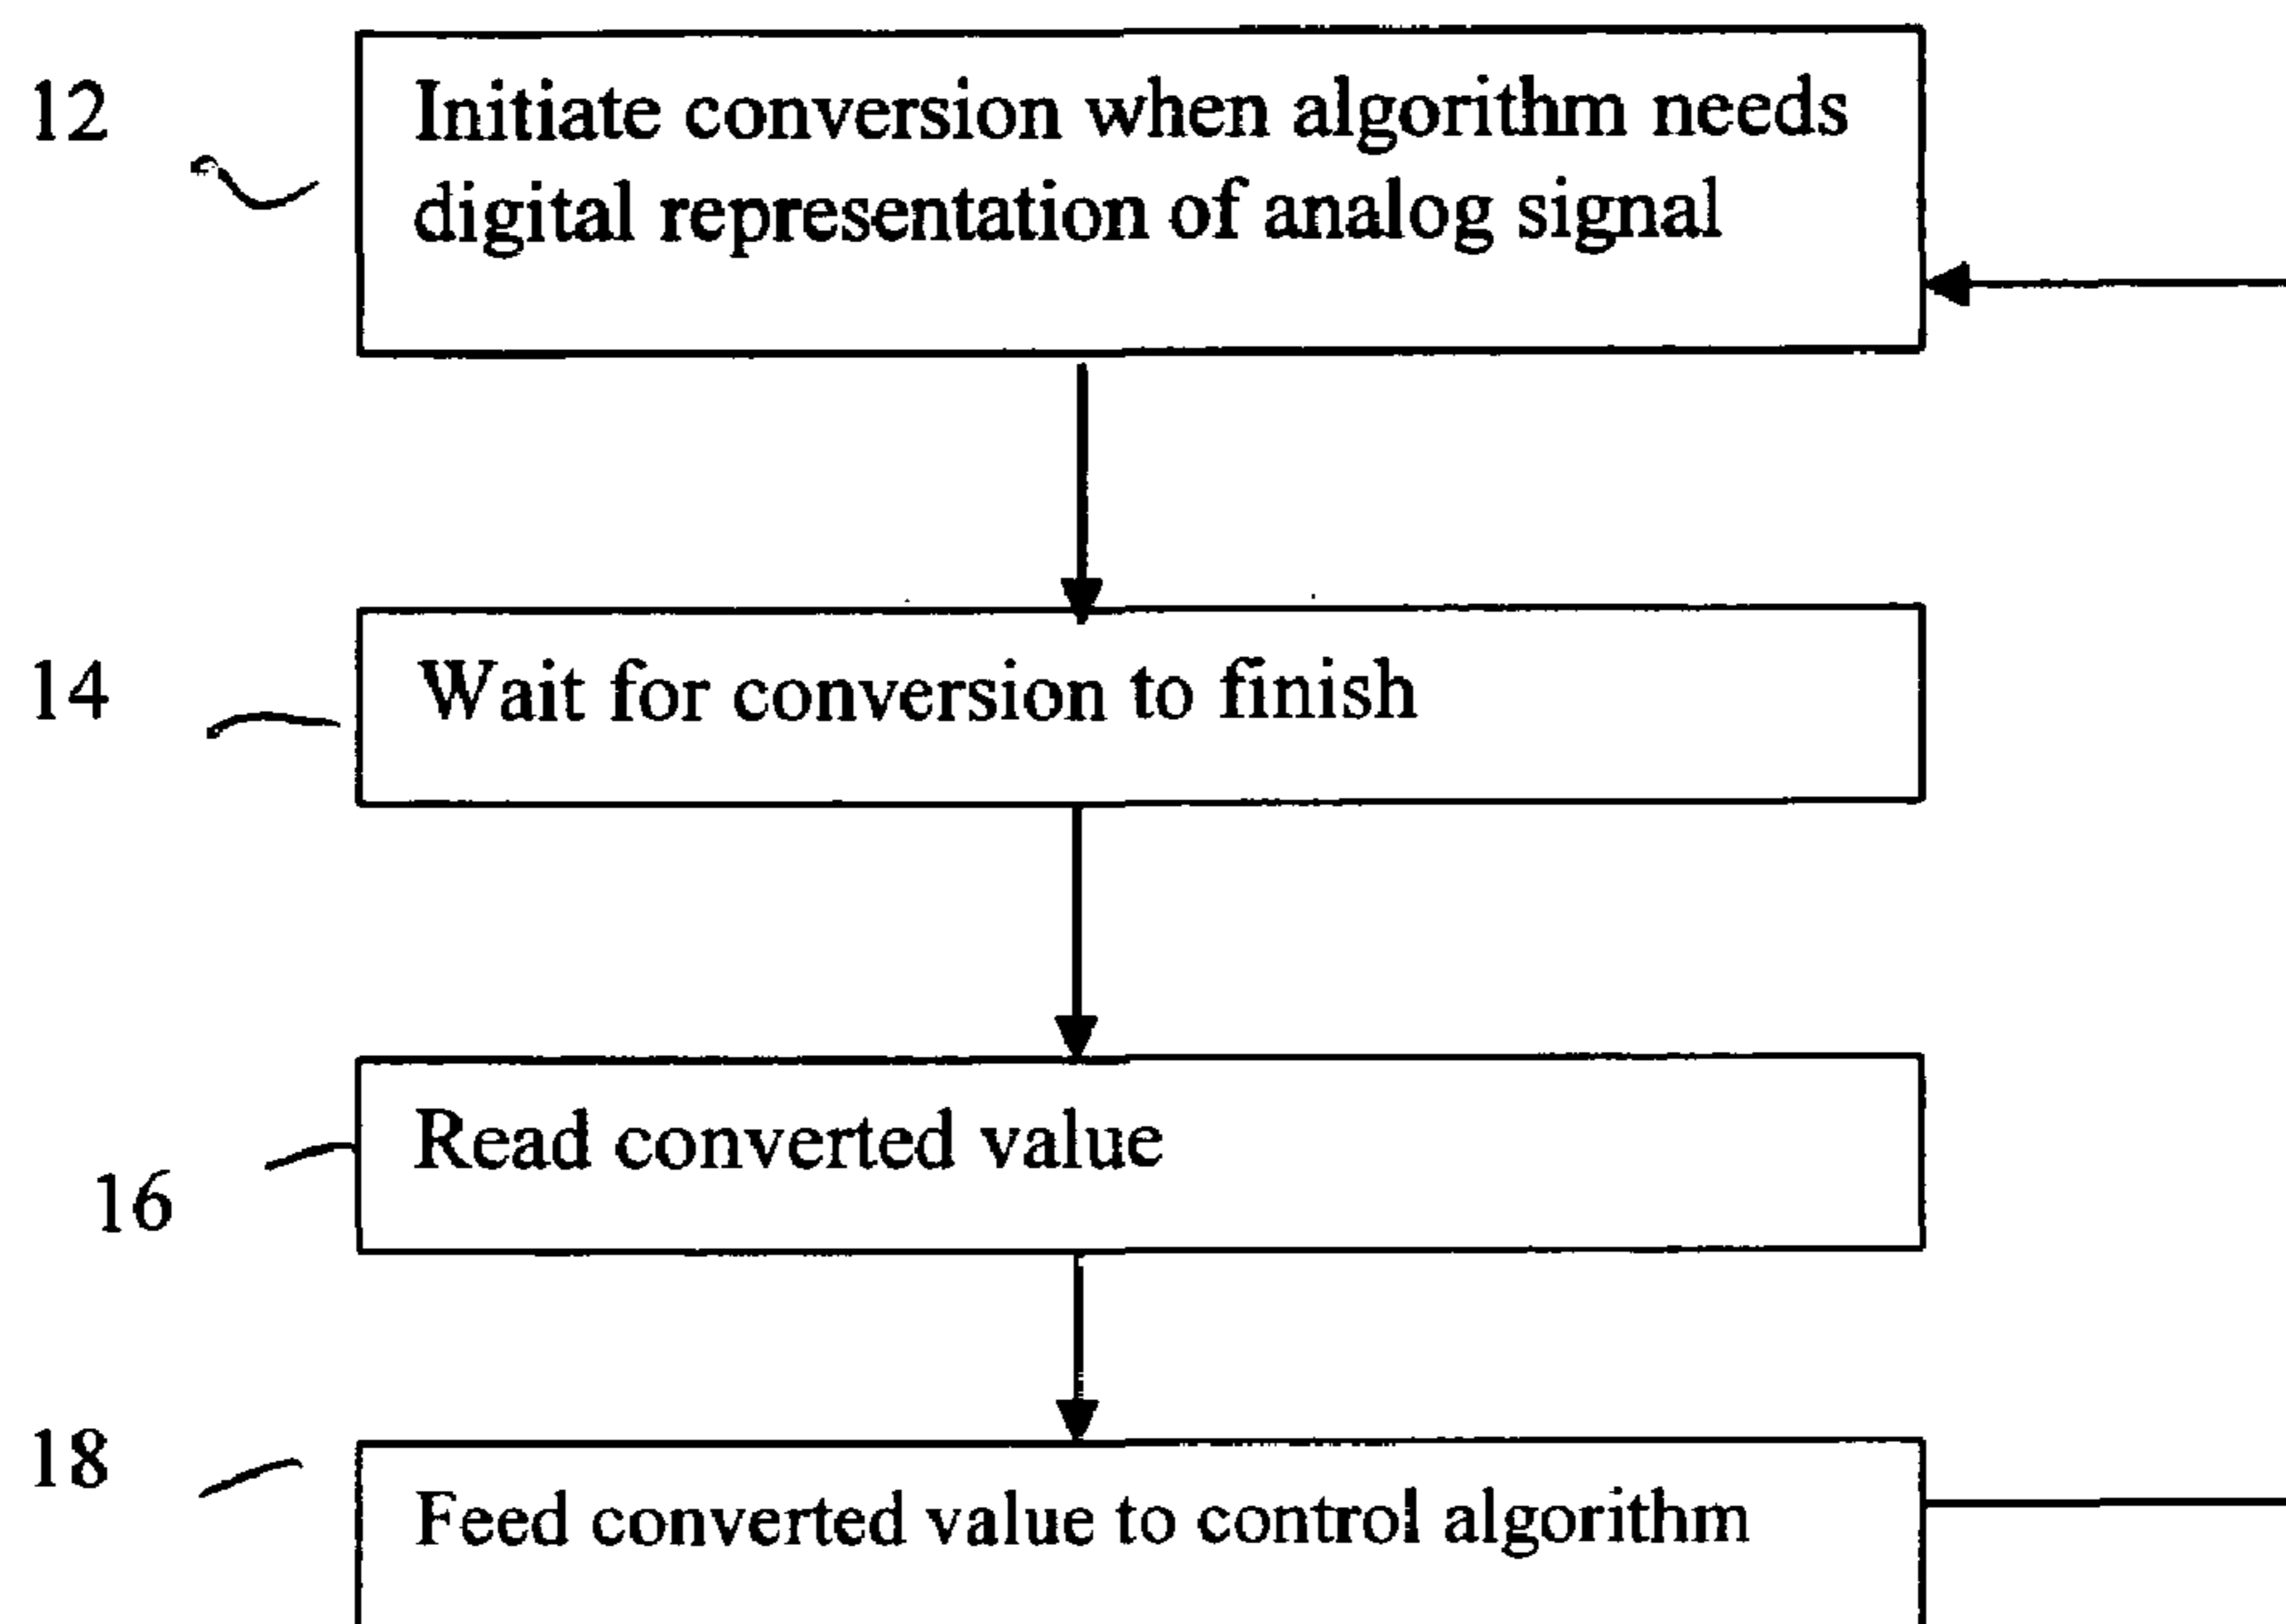 12
Initiate conversion when algorithm needs
digital representation of analog signal
14
Wait for conversion to finish
Read converted value
16
18
Feed converted value to control algorithm